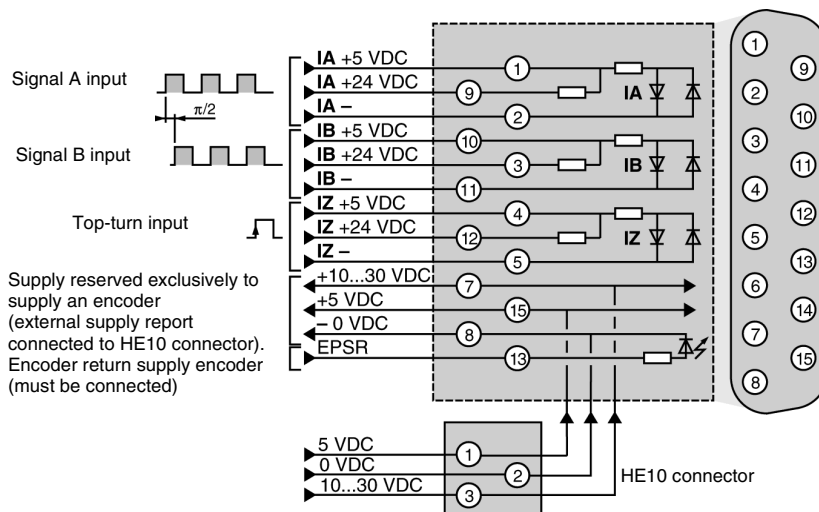 Signal A input
π/2
Signal B input
Top-turn input
Supply reserved exclusively to
supply an encoder
(external supply report
connected to HE10 connector).
Encoder return supply encoder
(must be connected)
IA +5 VDC 1
IA +24 VDC 9
IA – 2
IA
IB +5 VDC 10
IB +24 VDC 3
IB – 11
IB
IZ +5 VDC 4
IZ +24 VDC 12
IZ – 5
IZ
+10...30 VDC 7
+5 VDC 15
– 0 VDC 8
EPSR 13
5 VDC 1
0 VDC 2
10...30 VDC 3
HE10 connector
1
9
2
10
3
11
4
12
5
13
6
14
7
15
8